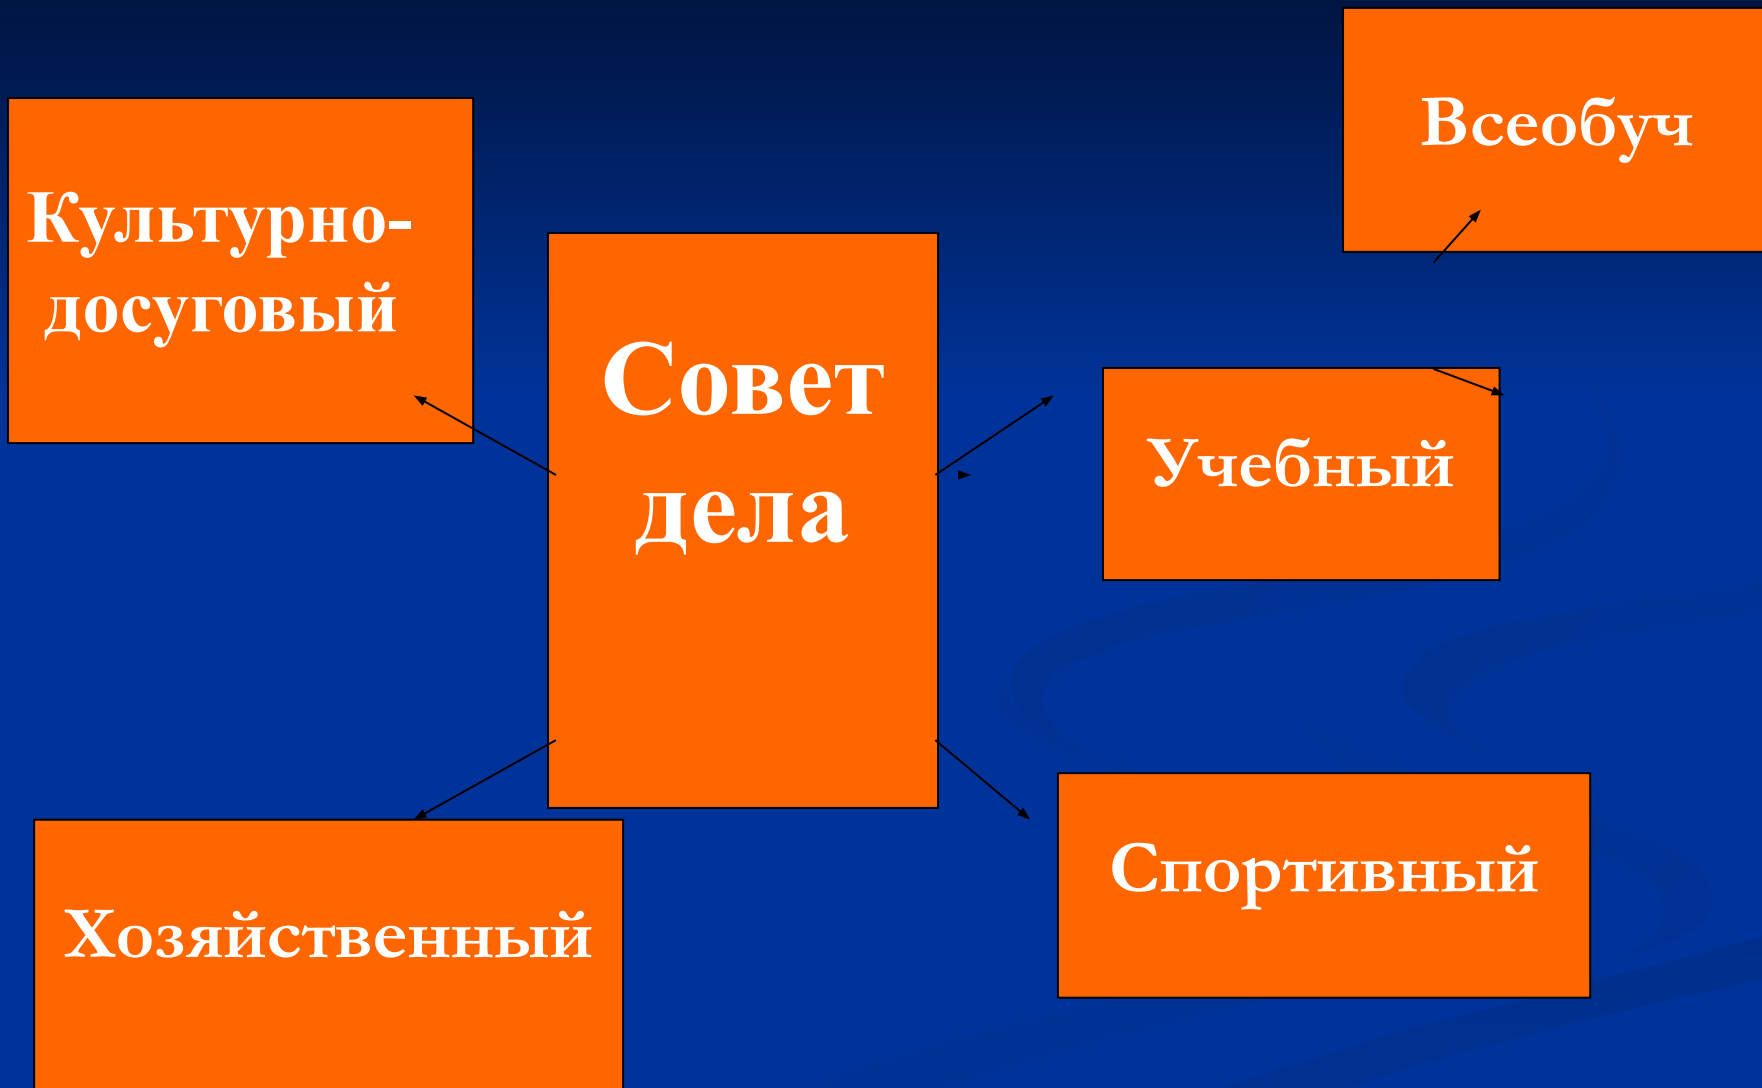 Всеобуч
Культурно-
досуговый
Совет
дела
Учебный
Спортивный
Хозяйственный